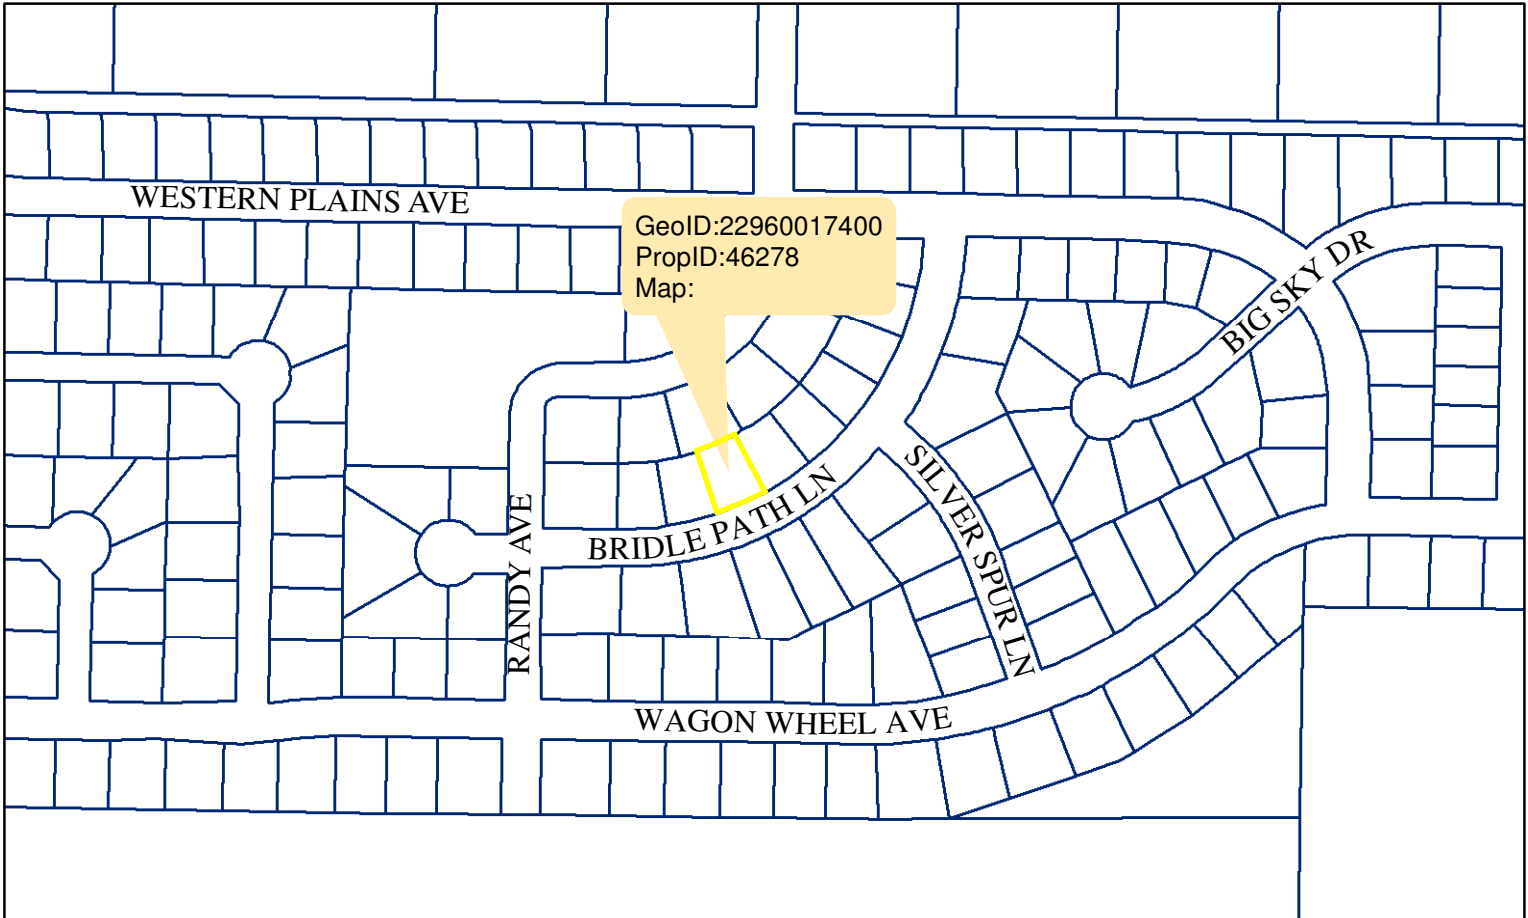 WESTERN PLAINS AVE
GeoID:22960017400
PropID:46278
Map:
BIG SKY DR
SILVER SPUR LN
BRIDLE PATH LN
RANDY AVE
WAGON WHEEL AVE